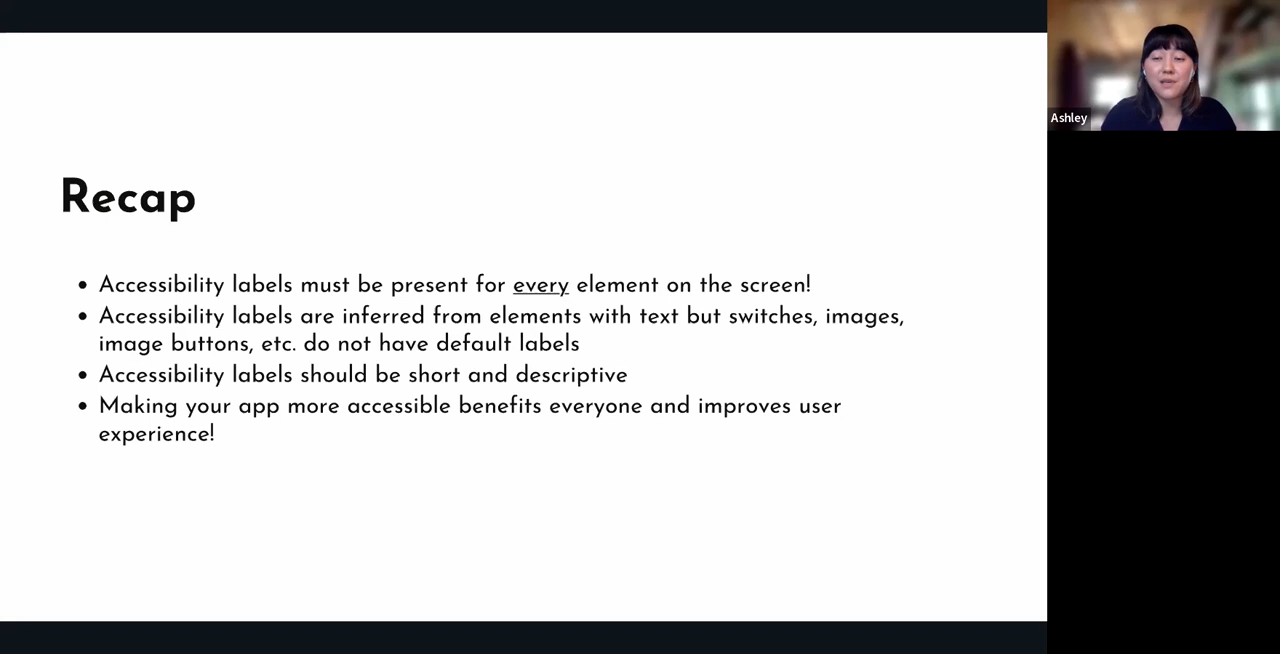 Recap
• Accessibility labels must be present for every element on the screen!
• Accessibility labels are inferred from elements with text but switches, images,
image buttons, etc. do not have default labels
• Accessibility labels should be short and descriptive
• Making your app more accessible benefits everyone and improves user
experience!
Ashley